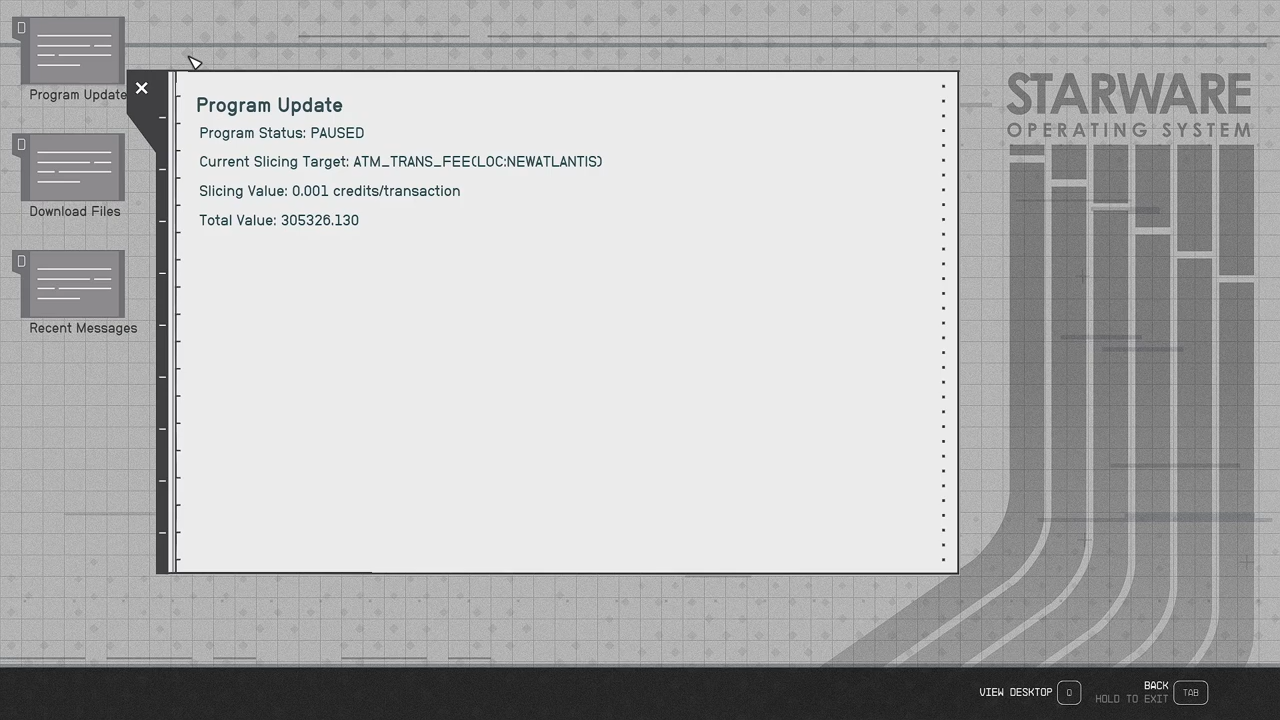 Program Update
Download Files
Recent Messages
Program Update
Program Status: PAUSED
Current Slicing Target: ATM_TRANS_FEE(LOC:NEWATLANTIS)
Slicing Value: 0.001 credits/transaction
Total Value: 305326.130
STARWARE
OPERATING SYSTEM
VIEW DESKTOP Q
BACK
HOLD TO EXIT TAB